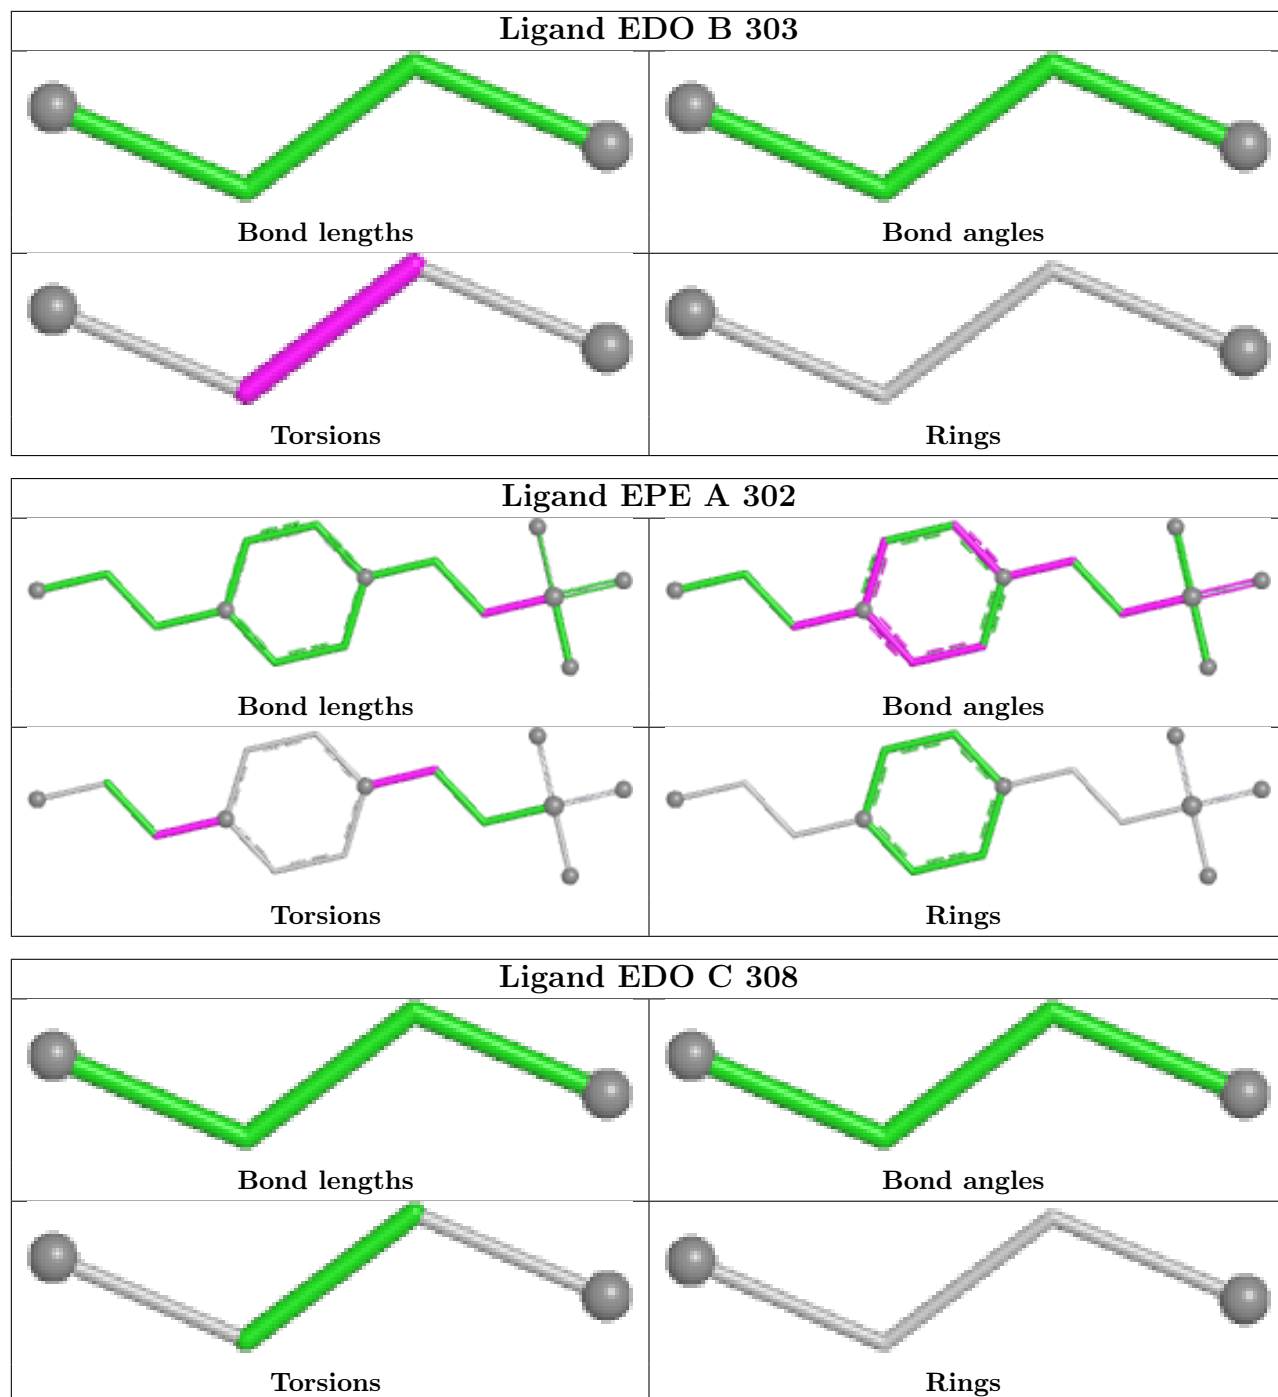 Ligand EDO B 303
Bond lengths Bond angles
Torsions Rings
Ligand EPE A 302
Bond lengths Bond angles
Torsions Rings
Ligand EDO C 308
Bond lengths Bond angles
Torsions Rings